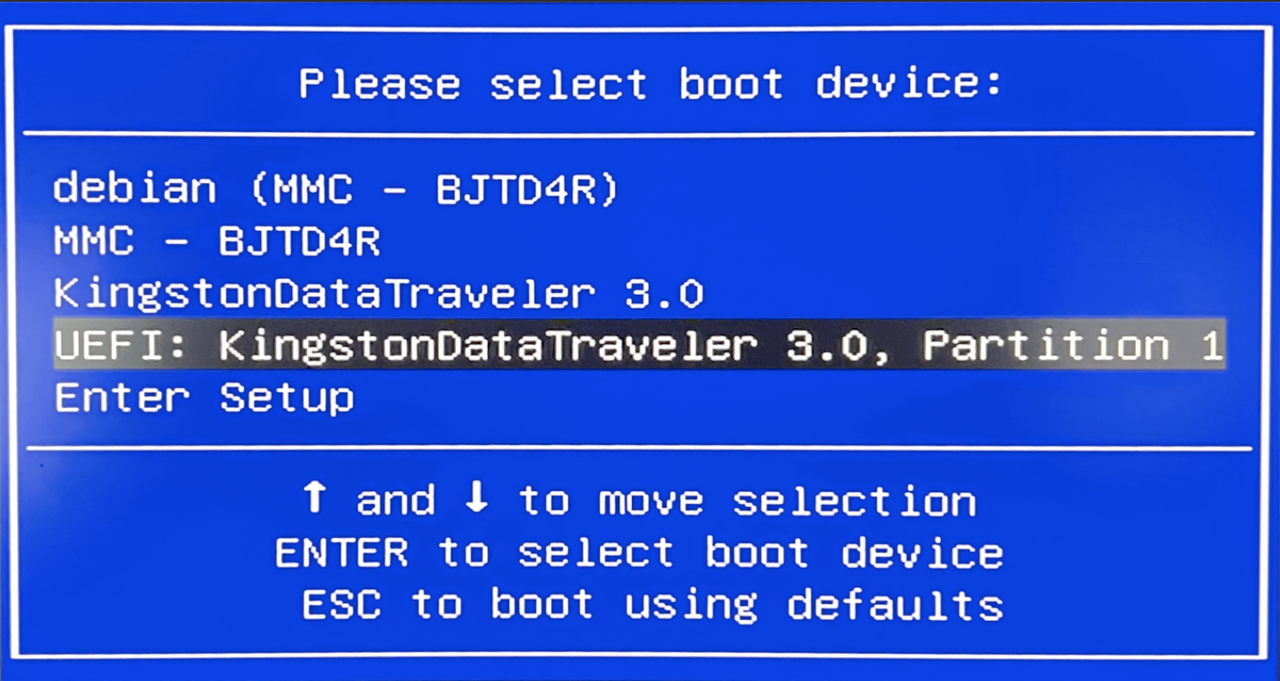 Please select boot device:
debian (MMC - BJTD4R)
MMC - BJTD4R
KingstonDataTraveler 3.0
UEFI: KingstonDataTraveler 3.0, Partition 1
Enter Setup
↑ and ↓ to move selection
ENTER to select boot device
ESC to boot using defaults